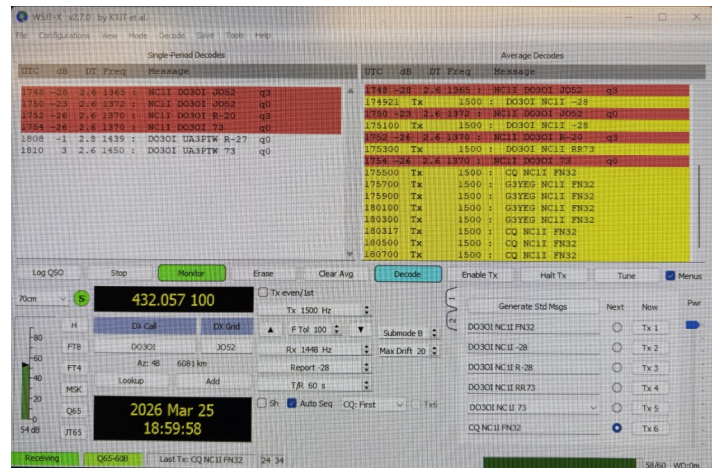 WSJT-X v2.7.0 by K1JT et al.
File Configurations View Mode Decode Save Tools Help
Single-Period Decodes
UTC dB DT Freq Message
1748 -28 2.6 1365 : NC1I DO3OI JO52 q3
1750 -23 2.6 1372 : NC1I DO3OI JO52 q0
1752 -26 2.6 1370 : NC1I DO3OI R-20 q3
1754 -26 2.6 1370 : NC1I DO3OI 73 q0
1808 -1 2.8 1439 : DO3OI UA3PTW R-27 q0
1810 3 2.6 1450 : DO3OI UA3PTW 73 q0
Average Decodes
UTC dB DT Freq Message
1748 -28 2.6 1365 : NC1I DO3OI JO52 q3
174921 Tx 1500 : DO3OI NC1I -28
1750 -23 2.6 1372 : NC1I DO3OI JO52 q0
175100 Tx 1500 : DO3OI NC1I -28
1752 -26 2.6 1370 : NC1I DO3OI R-20 q3
175300 Tx 1500 : DO3OI NC1I RR73
1754 -26 2.6 1370 : NC1I DO3OI 73 q0
175500 Tx 1500 : CQ NC1I FN32
175700 Tx 1500 : G3YEG NC1I FN32
175900 Tx 1500 : G3YEG NC1I FN32
180100 Tx 1500 : G3YEG NC1I FN32
180300 Tx 1500 : G3YEG NC1I FN32
180317 Tx 1500 : CQ NC1I FN32
180500 Tx 1500 : CQ NC1I FN32
180700 Tx 1500 : CQ NC1I FN32
Log QSO Stop Monitor Erase Clear Avg Decode Enable Tx Halt Tx Tune Menus
70cm S 432.057 100
Tx even/1st
Tx 1500 Hz
F Tol 100
Rx 1448 Hz
Report -28
T/R 60 s
Submode B
Max Drift 20
Sh Auto Seq CQ: First Tx6
H
FT8
FT4
MSK
Q65
JT65
DX Call DX Grid
DO3OI JO52
Az: 48 6081 km
Lookup Add
2026 Mar 25
18:59:58
-80
-60
-40
-20
0
54 dB
1
2
Generate Std Msgs Next Now Pwr
DO3OI NC1I FN32 Tx 1
DO3OI NC1I -28 Tx 2
DO3OI NC1I R-28 Tx 3
DO3OI NC1I RR73 Tx 4
DO3OI NC1I 73 Tx 5
CQ NC1I FN32 Tx 6
Receiving Q65-60B Last Tx: CQ NC1I FN32 24 34 58/60 WD:0m